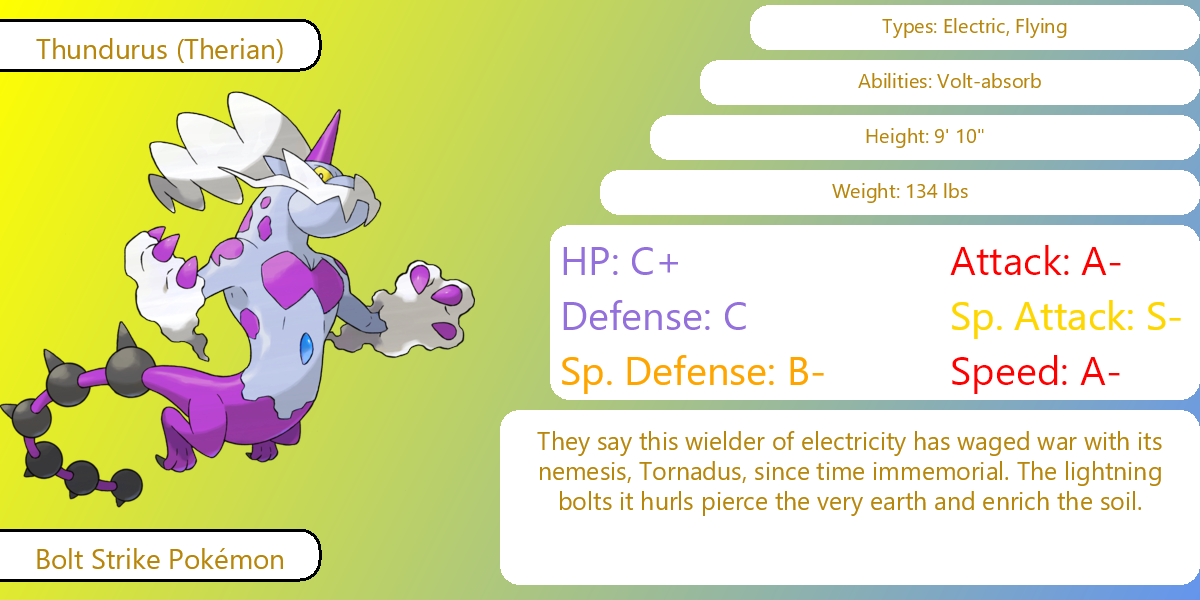 Thundurus (Therian)
Types: Electric, Flying
Abilities: Volt-absorb
Height: 9' 10"
Weight: 134 lbs
HP: C+
Attack: A-
Defense: C
Sp. Attack: S-
Sp. Defense: B-
Speed: A-
They say this wielder of electricity has waged war with its
nemesis, Tornadus, since time immemorial. The lightning
bolts it hurls pierce the very earth and enrich the soil.
Bolt Strike Pokémon